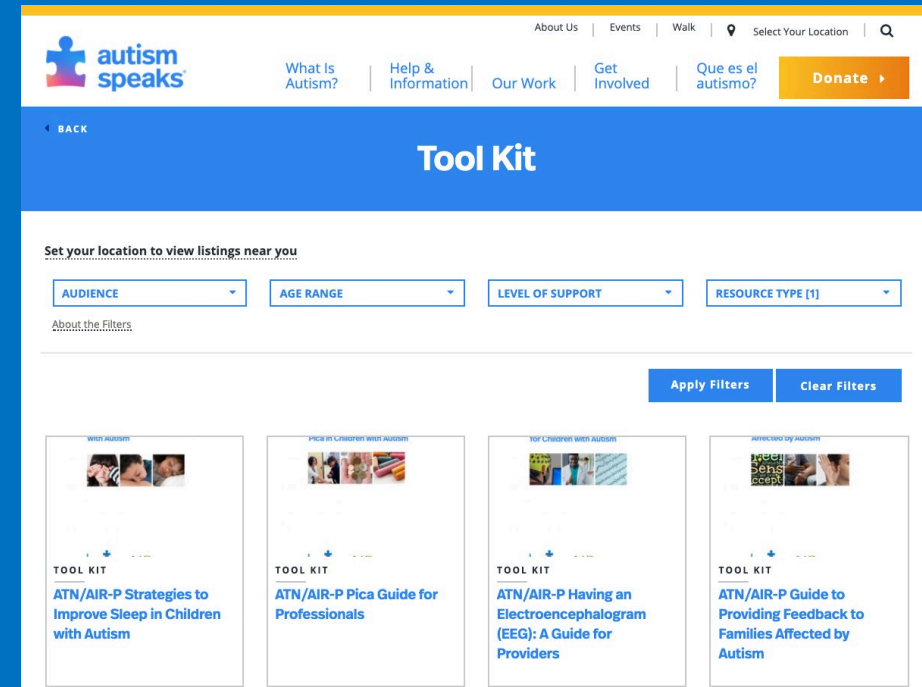 About Us
Events
Walk
Select Your Location
autism
speaks
What Is
Autism?
Help &
Information
Our Work
Get
Involved
Que es el
autismo?
Donate
BACK
Tool Kit
Set your location to view listings near you
AUDIENCE
AGE RANGE
LEVEL OF SUPPORT
RESOURCE TYPE [1]
About the Filters
Apply Filters
Clear Filters
with Autism
TOOL KIT
ATN/AIR-P Strategies to
Improve Sleep in Children
with Autism
Pica in Children with Autism
TOOL KIT
ATN/AIR-P Pica Guide for
Professionals
for Children with Autism
TOOL KIT
ATN/AIR-P Having an
Electroencephalogram
(EEG): A Guide for
Providers
Affected by Autism
TOOL KIT
ATN/AIR-P Guide to
Providing Feedback to
Families Affected by
Autism